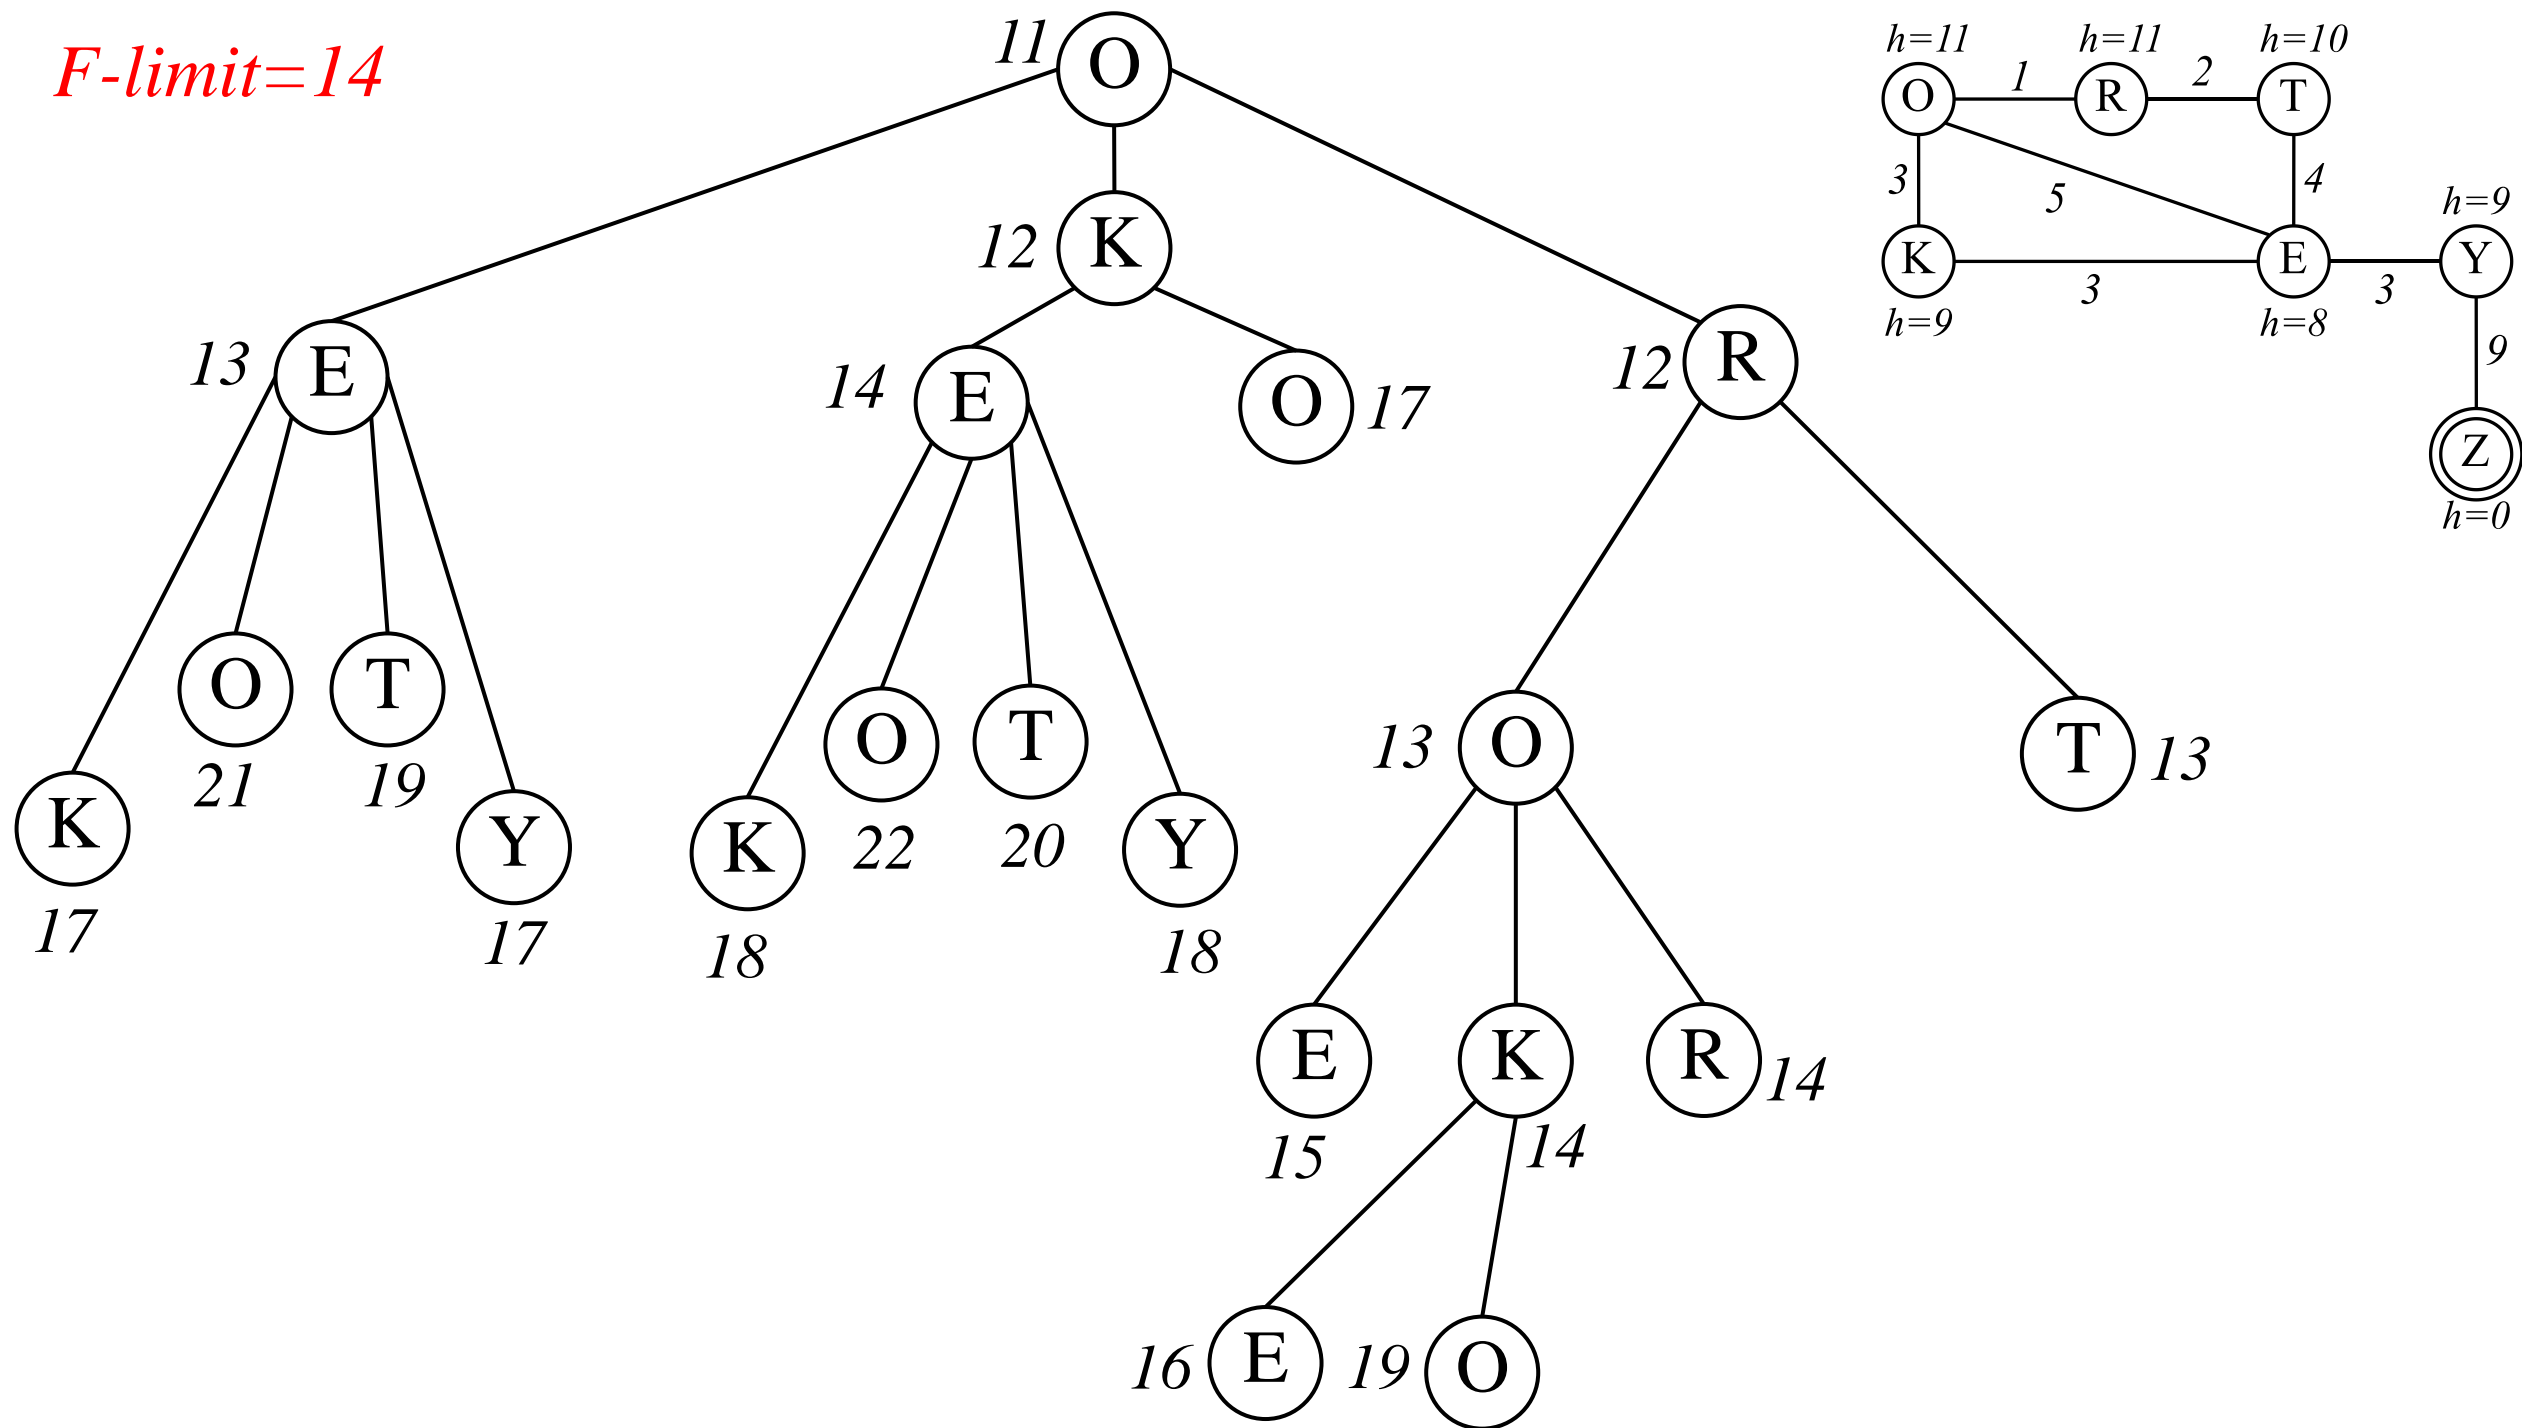 F-limit=14
11 O
12 K
13 E
14 E
O 17
12 R
K 17
O 21
T 19
Y 17
K 18
O 22
T 20
Y 18
13 O
T 13
E 15
K 14
R 14
16 E
19 O
h=11 h=11 h=10
O 1 R 2 T
3 5 4
h=9
K 3 E 3 Y
h=9 h=8
9
Z
h=0